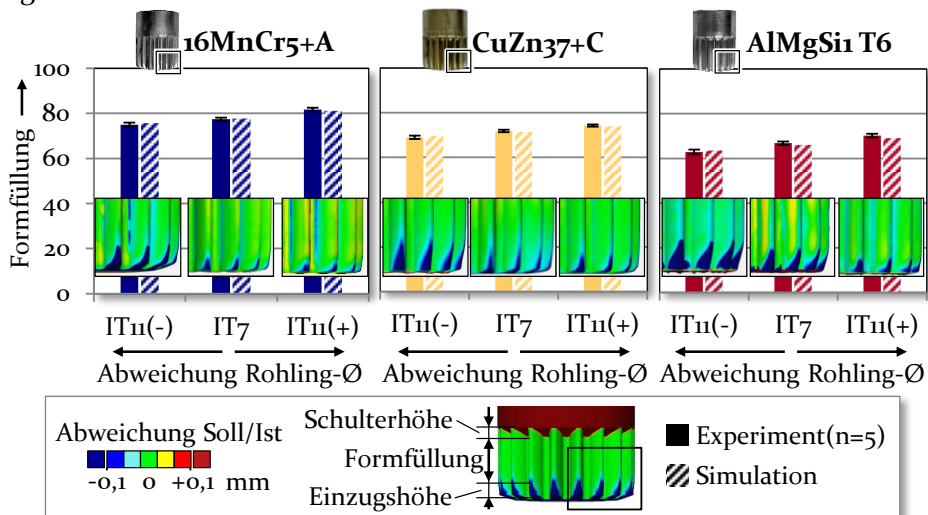 16MnCr5+A
CuZn37+C
AlMgSi1 T6
Formfüllung
100
80
60
40
20
0
IT11(-) IT7 IT11(+)
Abweichung Rohling-Ø
IT11(-) IT7 IT11(+)
Abweichung Rohling-Ø
IT11(-) IT7 IT11(+)
Abweichung Rohling-Ø
Abweichung Soll/Ist
-0,1 0 +0,1 mm
Schulterhöhe
Formfüllung
Einzugshöhe
Experiment(n=5)
Simulation